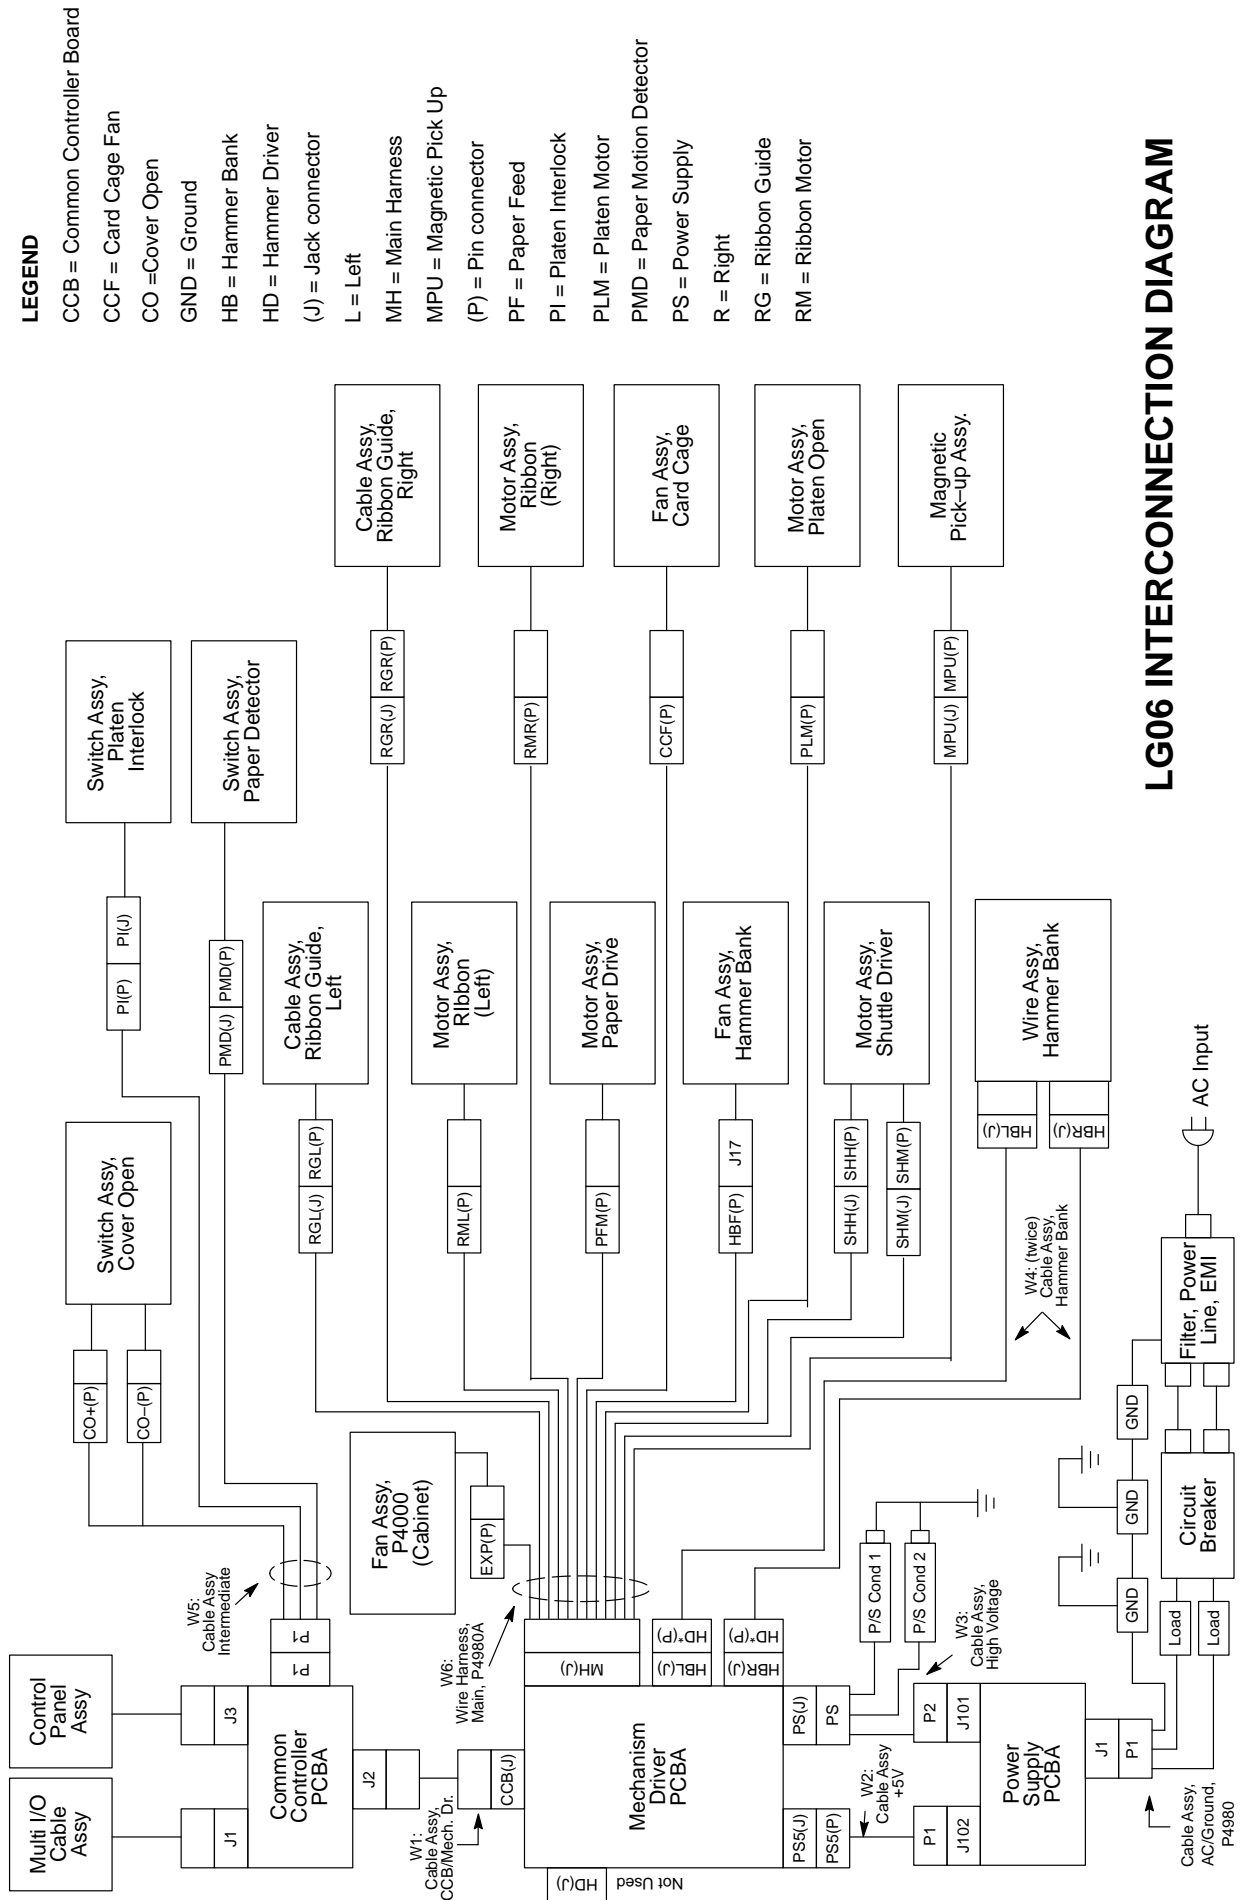 LEGEND
CCB = Common Controller Board
CCF = Card Cage Fan
CO =Cover Open
GND = Ground
HB = Hammer Bank
HD = Hammer Driver
(J) = Jack connector
L = Left
MH = Main Harness
MPU = Magnetic Pick Up
(P) = Pin connector
PF = Paper Feed
PI = Platen Interlock
PLM = Platen Motor
PMD = Paper Motion Detector
PS = Power Supply
R = Right
RG = Ribbon Guide
RM = Ribbon Motor
Multi I/O
Cable
Assy
Control
Panel
Assy
J1
J3
Common
Controller
PCBA
P1
P1
J2
W5:
Cable Assy
Intermediate
CO+(P)
CO–(P)
Switch Assy,
Cover Open
PI(P)
PI(J)
Switch Assy,
Platen
Interlock
PMD(J)
PMD(P)
Switch Assy,
Paper Detector
W1:
Cable Assy,
CCB/Mech. Dr.
CCB(J)
Fan Assy,
P4000
(Cabinet)
EXP(P)
W6:
Wire Harness,
Main, P4980A
RGL(J)
RGL(P)
Cable Assy,
Ribbon Guide,
Left
RGR(J)
RGR(P)
Cable Assy,
Ribbon Guide,
Right
RML(P)
Motor Assy,
RIbbon
(Left)
RMR(P)
Motor Assy,
Ribbon
(Right)
PFM(P)
Motor Assy,
Paper Drive
CCF(P)
Fan Assy,
Card Cage
HBF(P)
J17
Fan Assy,
Hammer Bank
PLM(P)
Motor Assy,
Platen Open
SHH(J)
SHH(P)
SHM(J)
SHM(P)
Motor Assy,
Shuttle Driver
MPU(J)
MPU(P)
Magnetic
Pick–up Assy.
HD(J)
Not Used
Mechanism
Driver
PCBA
MH(J)
HBL(J)
HD*(P)
HBR(J)
HD*(P)
W4: (twice)
Cable Assy,
Hammer Bank
HBL(J)
HBR(J)
Wire Assy,
Hammer Bank
PS5(J)
PS5(P)
PS(J)
PS
P/S Cond 1
P/S Cond 2
W2:
Cable Assy
+5V
W3:
Cable Assy,
High Voltage
P1
J102
P2
J101
Power
Supply
PCBA
J1
P1
Cable Assy,
AC/Ground,
P4980
GND
GND
GND
Load
Load
Circuit
Breaker
Filter, Power
Line, EMI
AC Input
LG06 INTERCONNECTION DIAGRAM